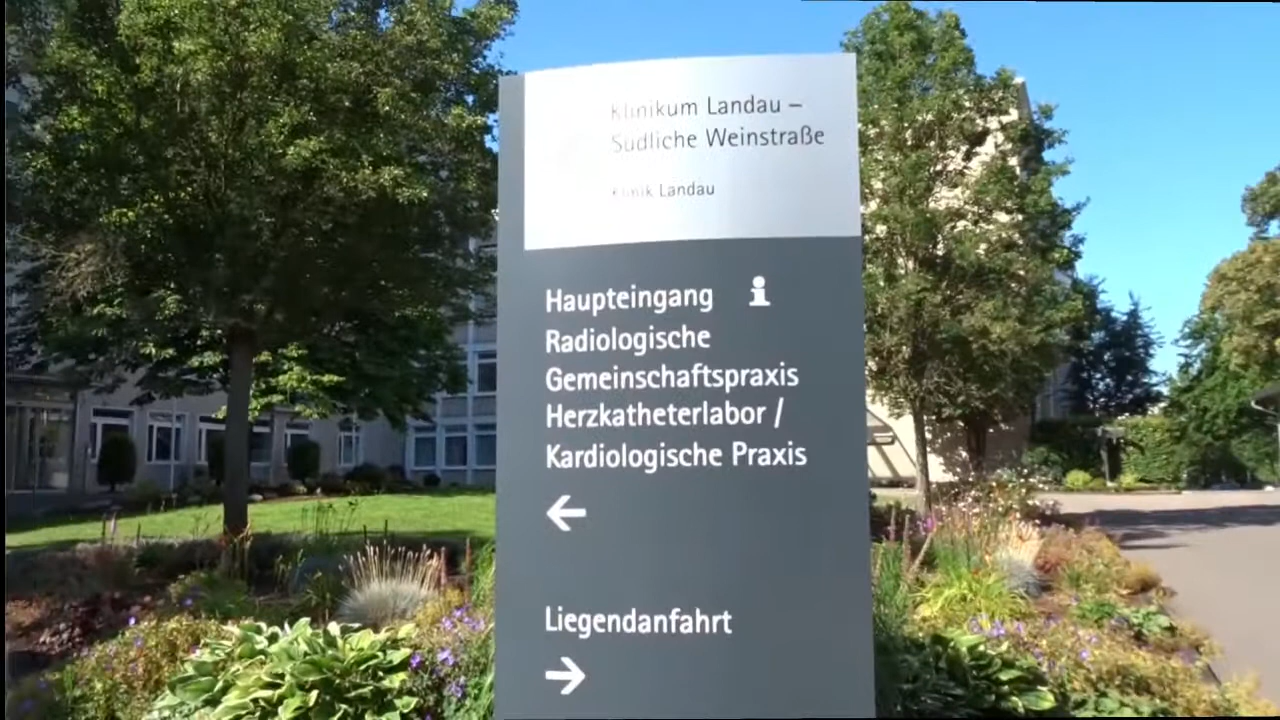 Klinikum Landau –
Südliche Weinstraße
Klinik Landau
Haupteingang i
Radiologische
Gemeinschaftspraxis
Herzkatheterlabor /
Kardiologische Praxis
←
Liegendanfahrt
→